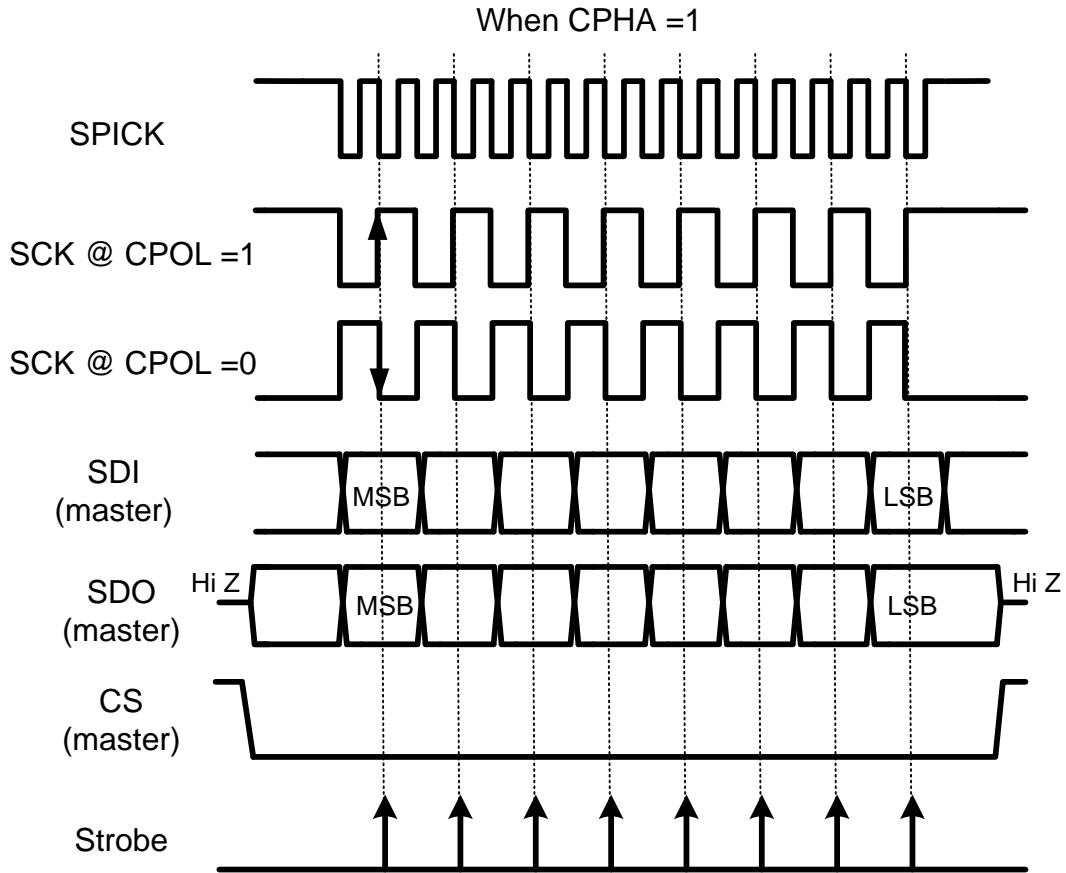 When CPHA =1
SPICK
SCK @ CPOL =1
SCK @ CPOL =0
SDI
(master)
MSB
LSB
Hi Z
SDO
(master)
MSB
LSB
Hi Z
CS
(master)
Strobe